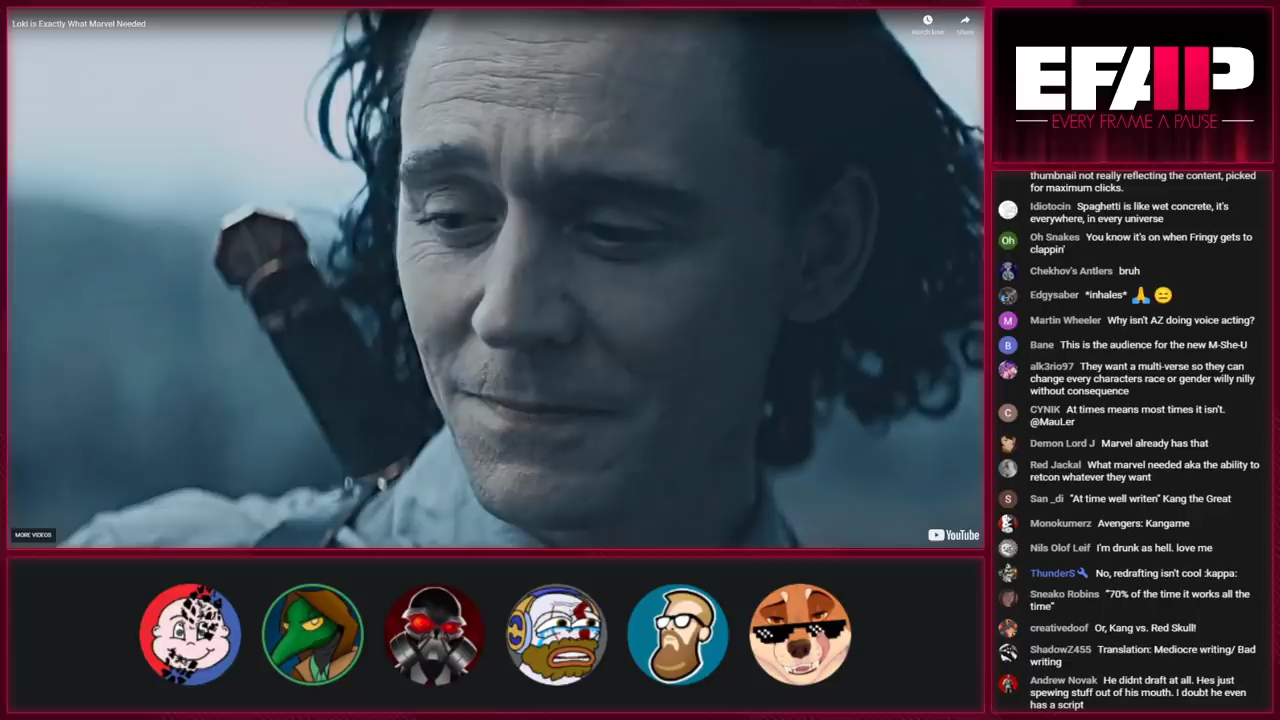 Loki is Exactly What Marvel Needed
Watch later
Share
MORE VIDEOS
YouTube
EFAP
EVERY FRAME A PAUSE
thumbnail not really reflecting the content, picked
for maximum clicks.
Idiotocin Spaghetti is like wet concrete, it's
everywhere, in every universe
Oh
Oh Snakes You know it's on when Fringy gets to
clappin'
Chekhov's Antlers bruh
Edgysaber *inhales* 🙏 😑
M
Martin Wheeler Why isn't AZ doing voice acting?
B
Bane This is the audience for the new M-She-U
alk3rio97 They want a multi-verse so they can
change every characters race or gender willy nilly
without consequence
C
CYNIK At times means most times it isn't.
@MauLer
Demon Lord J Marvel already has that
Red Jackal What marvel needed aka the ability to
retcon whatever they want
S
San _di "At time well writen" Kang the Great
Monokumerz Avengers: Kangame
Nils Olof Leif I'm drunk as hell. love me
ThunderS No, redrafting isn't cool :kappa:
Sneako Robins "70% of the time it works all the
time"
creativedoof Or, Kang vs. Red Skull!
ShadowZ455 Translation: Mediocre writing/ Bad
writing
Andrew Novak He didnt draft at all. Hes just
spewing stuff out of his mouth. I doubt he even
has a script